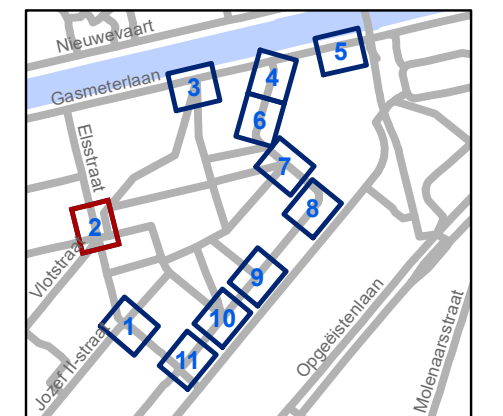 Nieuwevaart
5
4
Gasmeterlaan
3
6
Elsstraat
7
8
2
Vlotstraat
9
10
1
Opgeëistenlaan
Molenaarsstraat
Jozef II-straat
11